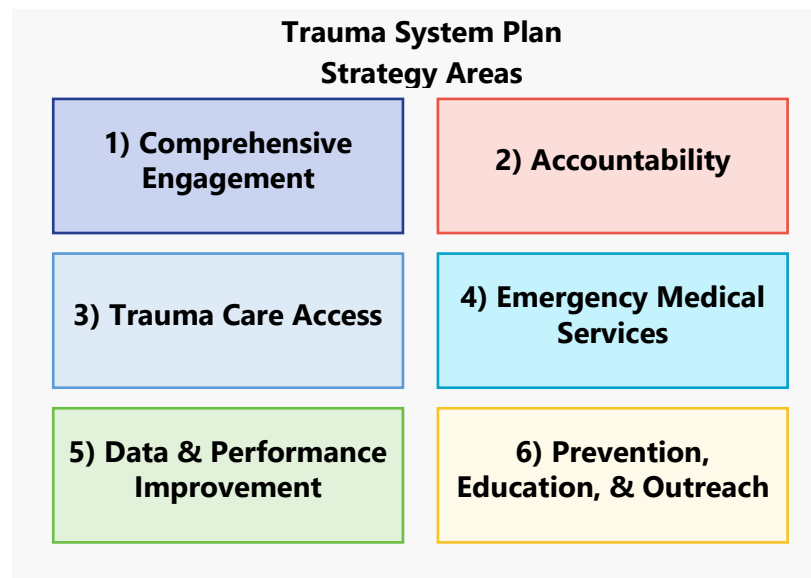 Trauma System Plan
Strategy Areas
1) Comprehensive
Engagement
2) Accountability
3) Trauma Care Access
4) Emergency Medical
Services
5) Data & Performance
Improvement
6) Prevention,
Education, & Outreach